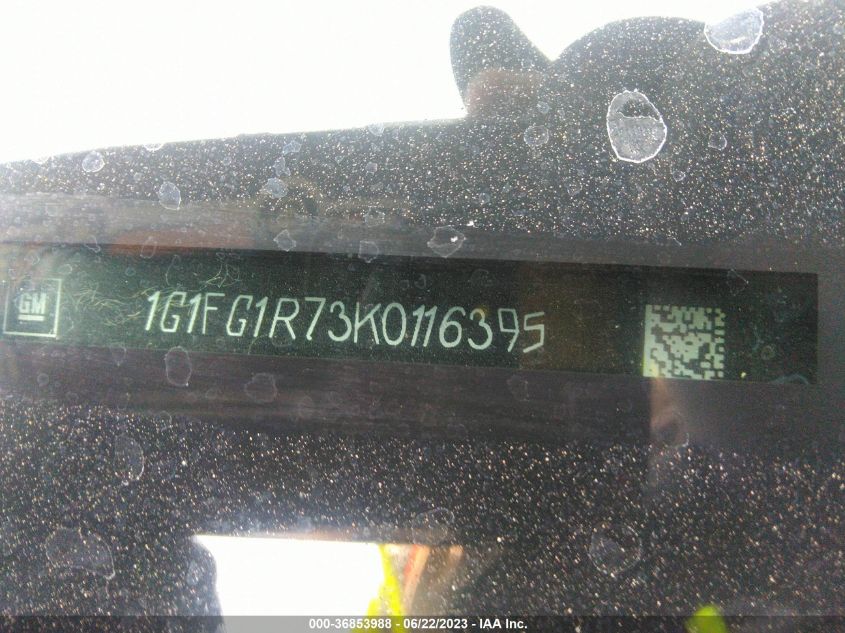 GM
1G1FG1R73K0116395
000-36853988 - 06/22/2023 - IAA Inc.